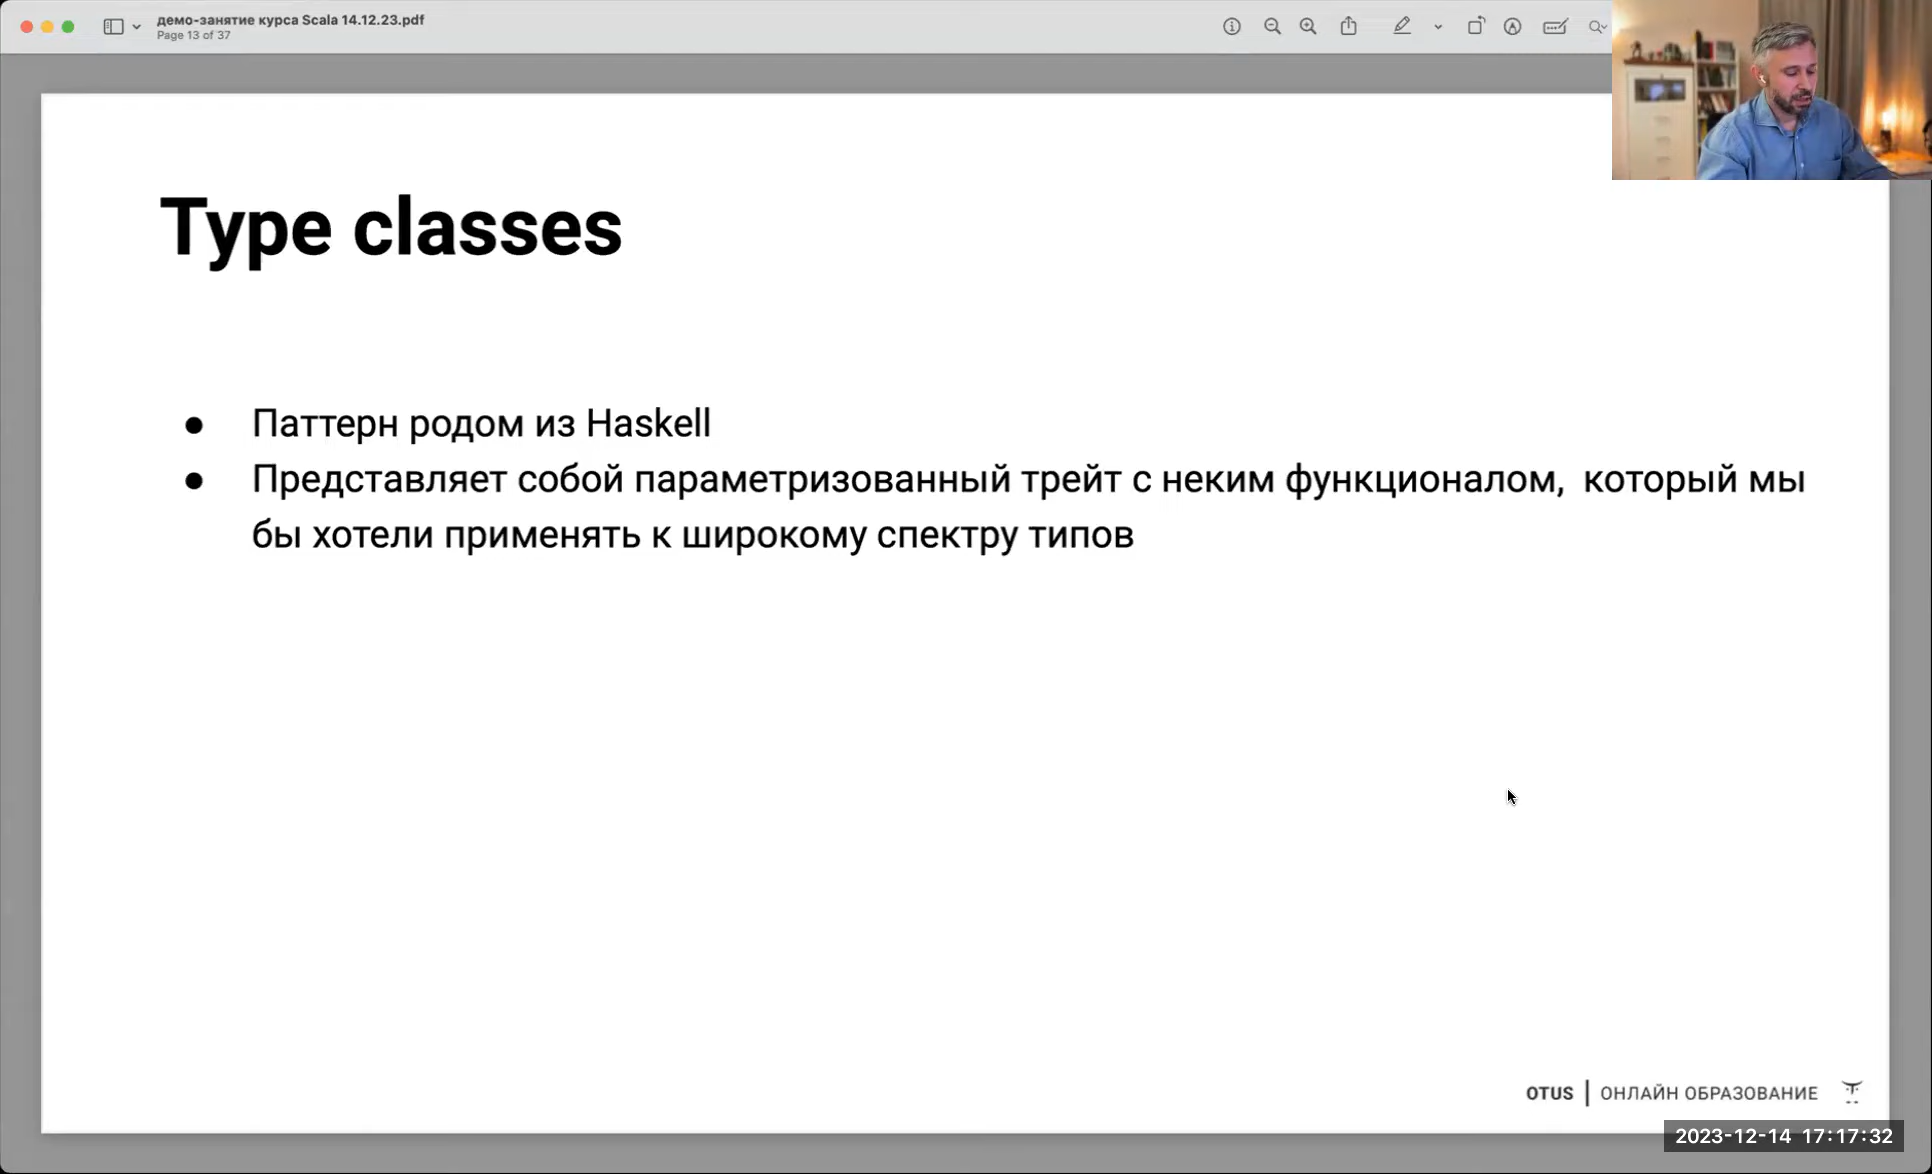 демо-занятие курса Scala 14.12.23.pdf
Page 13 of 37
Type classes
● Паттерн родом из Haskell
● Представляет собой параметризованный трейт с неким функционалом, который мы
бы хотели применять к широкому спектру типов
OTUS | ОНЛАЙН ОБРАЗОВАНИЕ
2023-12-14 17:17:32